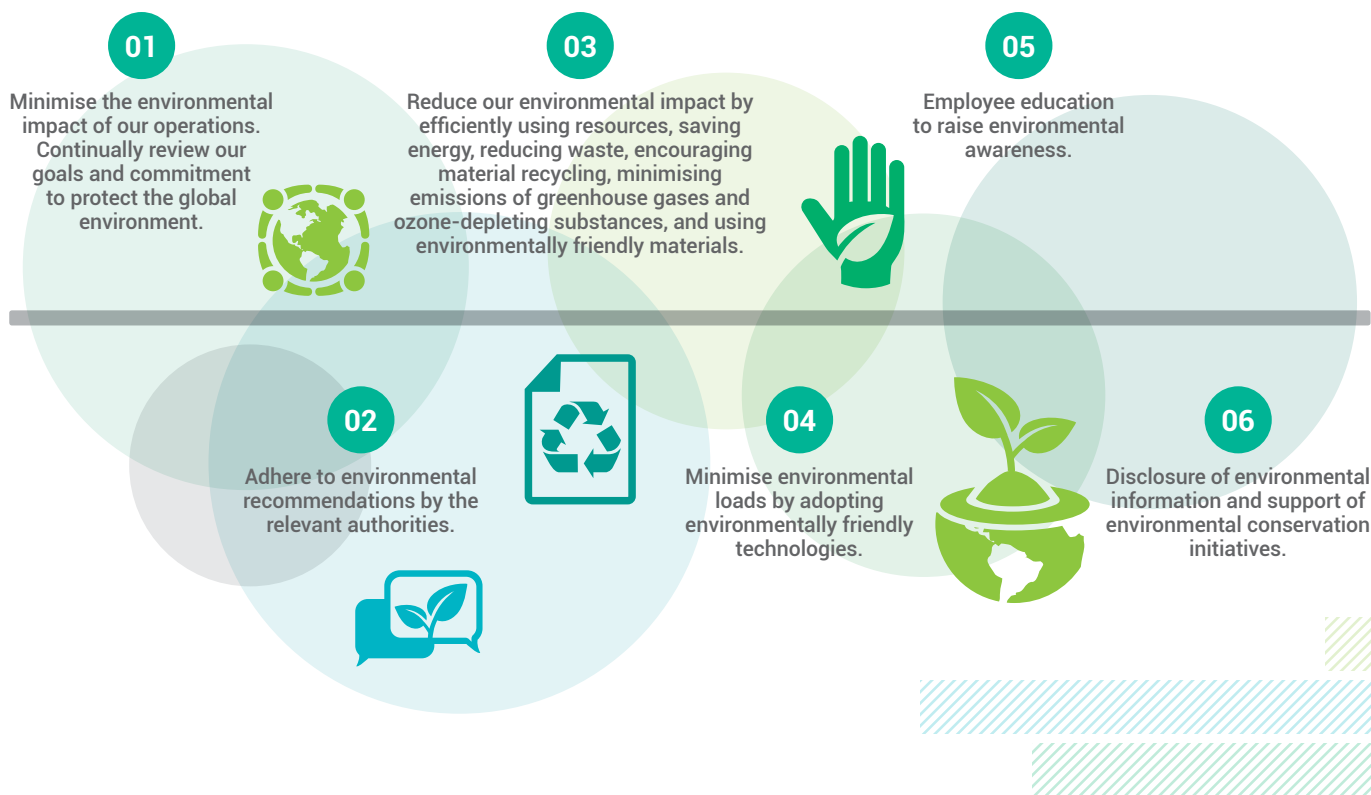 01
Minimise the environmental
impact of our operations.
Continually review our
goals and commitment
to protect the global
environment.
02
Adhere to environmental
recommendations by the
relevant authorities.
03
Reduce our environmental impact by
efficiently using resources, saving
energy, reducing waste, encouraging
material recycling, minimising
emissions of greenhouse gases and
ozone-depleting substances, and using
environmentally friendly materials.
04
Minimise environmental
loads by adopting
environmentally friendly
technologies.
05
Employee education
to raise environmental
awareness.
06
Disclosure of environmental
information and support of
environmental conservation
initiatives.